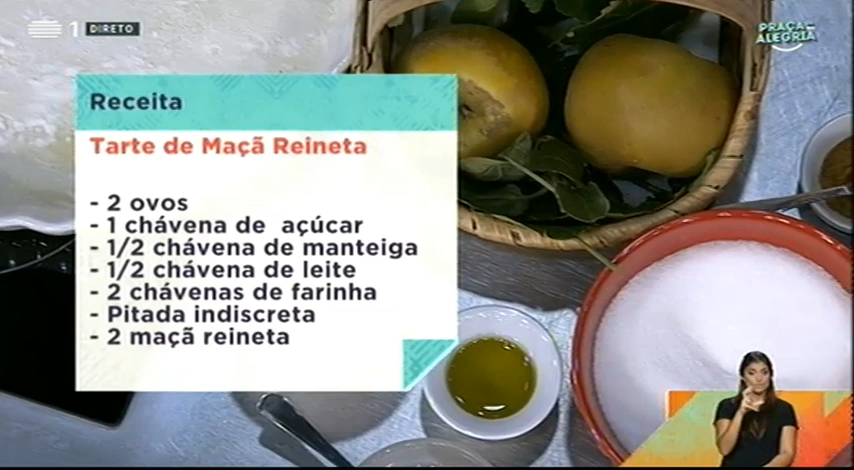 1 DIRETO
PRAÇA DA
ALEGRIA
Receita
Tarte de Maçã Reineta
- 2 ovos
- 1 chávena de açúcar
- 1/2 chávena de manteiga
- 1/2 chávena de leite
- 2 chávenas de farinha
- Pitada indiscreta
- 2 maçã reineta